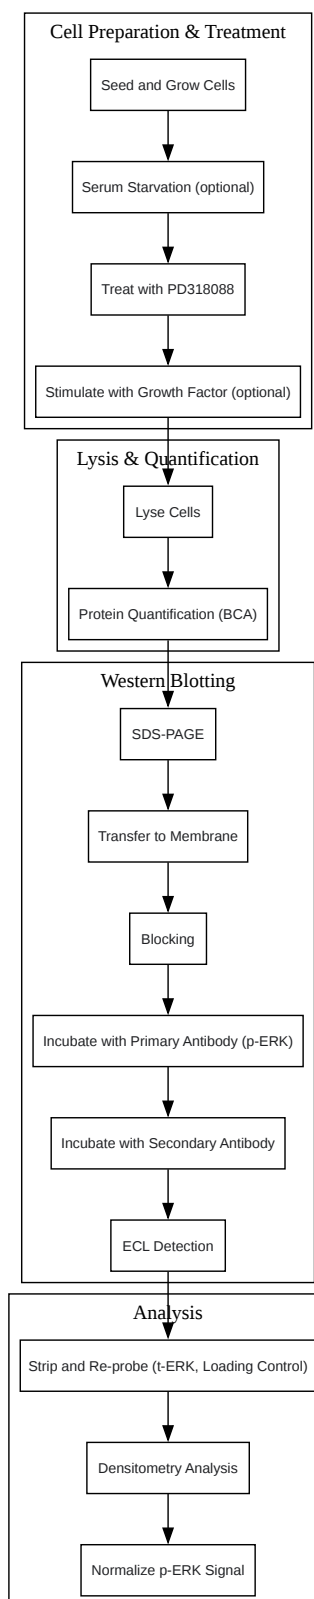 Cell Preparation & Treatment
Seed and Grow Cells
Serum Starvation (optional)
Treat with PD318088
Stimulate with Growth Factor (optional)
Lysis & Quantification
Lyse Cells
Protein Quantification (BCA)
Western Blotting
SDS-PAGE
Transfer to Membrane
Blocking
Incubate with Primary Antibody (p-ERK)
Incubate with Secondary Antibody
ECL Detection
Analysis
Strip and Re-probe (t-ERK, Loading Control)
Densitometry Analysis
Normalize p-ERK Signal